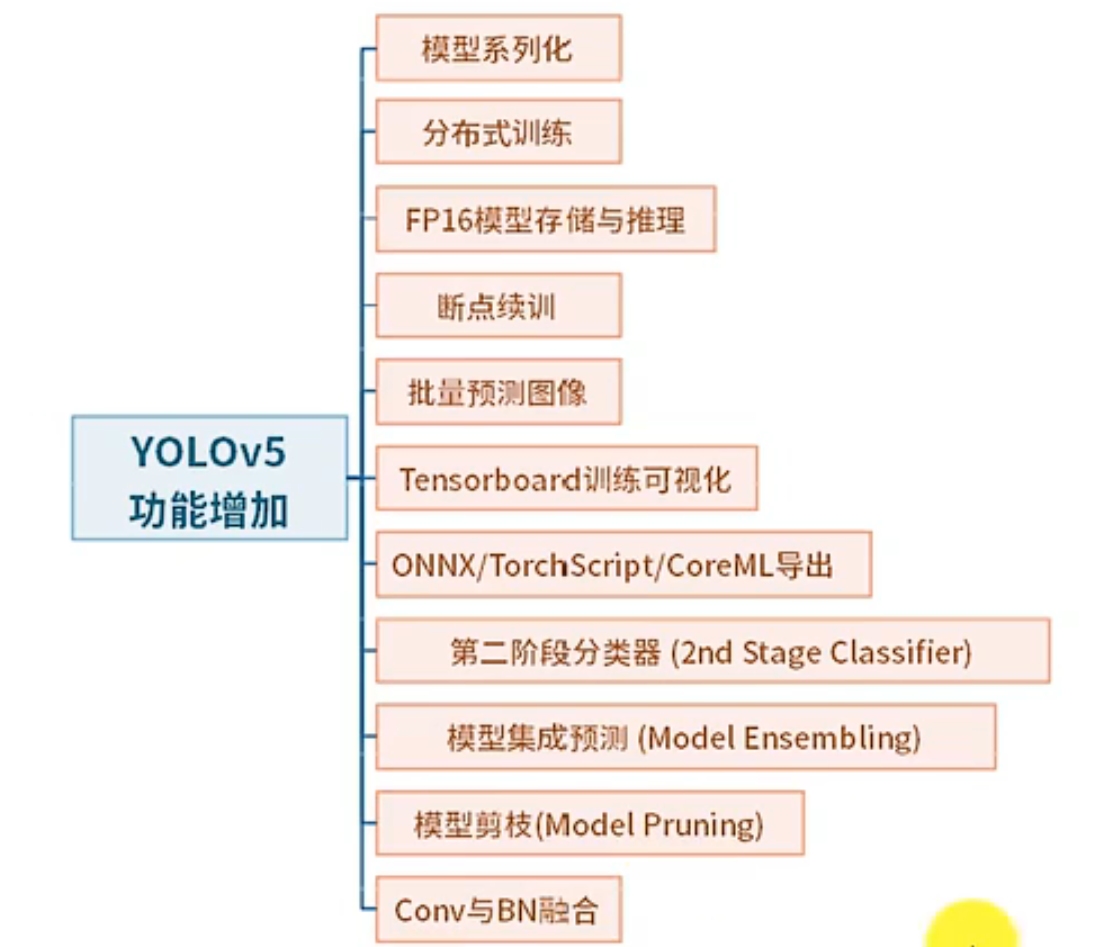 模型系列化
分布式训练
FP16模型存储与推理
断点续训
批量预测图像
YOLOv5
功能增加
Tensorboard训练可视化
ONNX/TorchScript/CoreML导出
第二阶段分类器 (2nd Stage Classifier)
模型集成预测 (Model Ensembling)
模型剪枝(Model Pruning)
Conv与BN融合